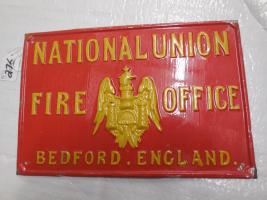 NATIONAL UNION
FIRE OFFICE
BEDFORD. ENGLAND.